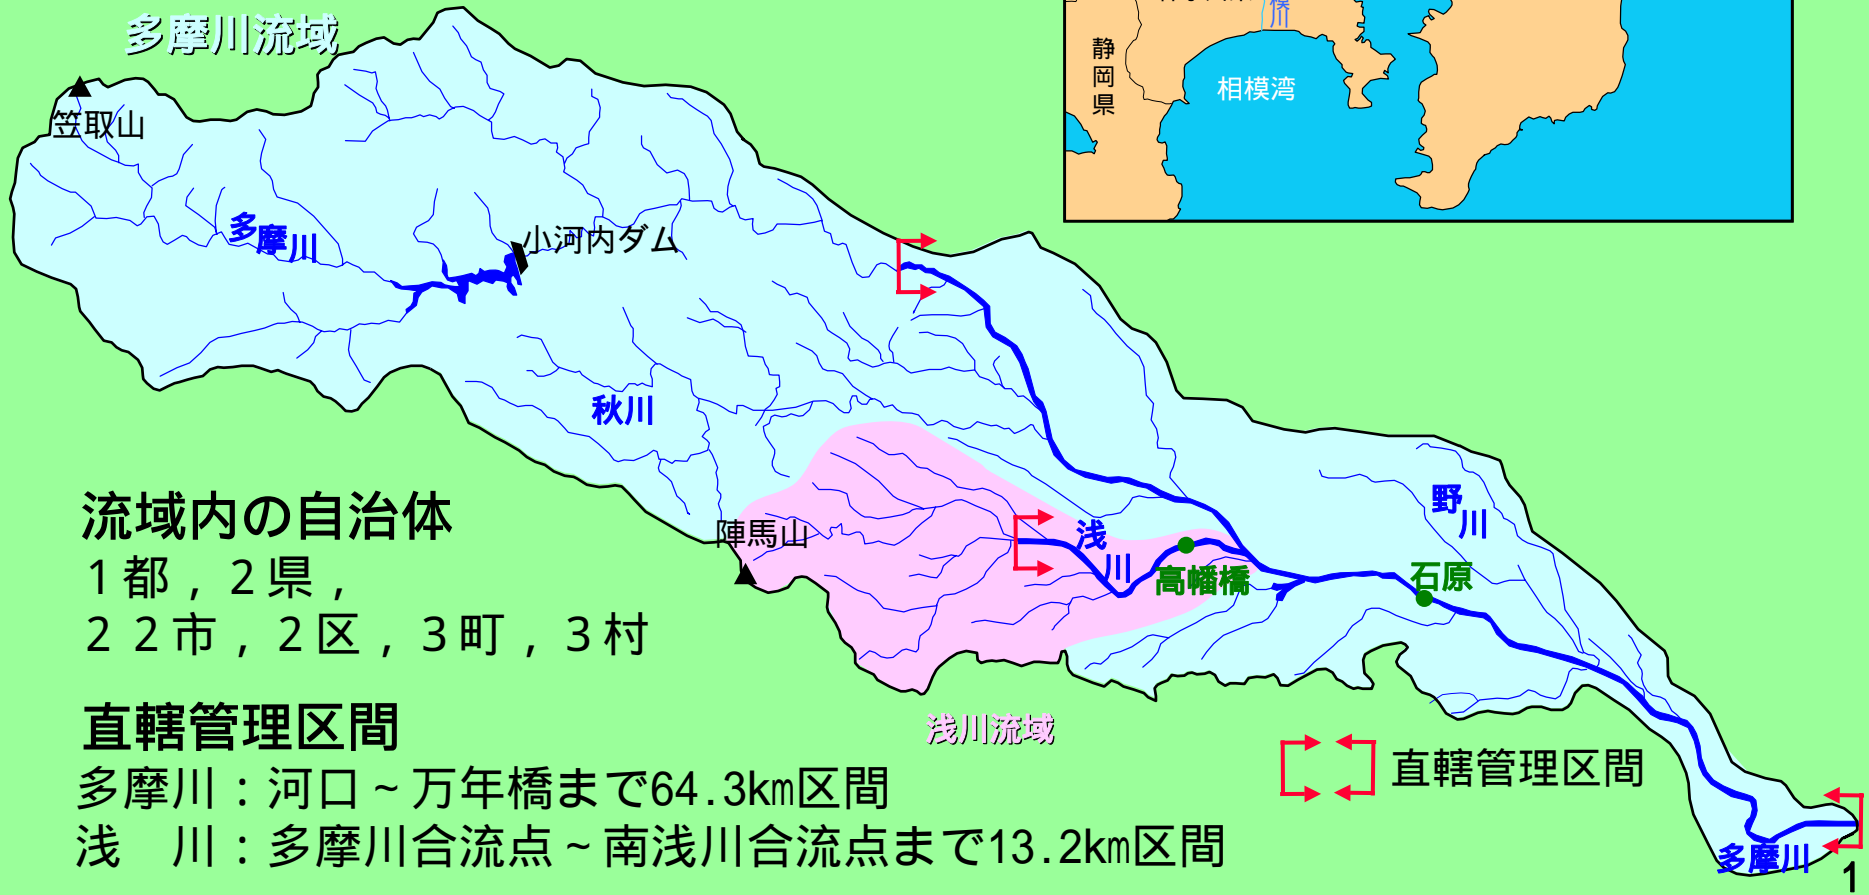 多摩川流域
笠取山
静岡県
相模湾
多摩川
小河内ダム
秋川
流域内の自治体
1都，2県，
22市，2区，3町，3村
陣馬山
浅川
高幡橋
石原
野川
浅川流域
直轄管理区間
多摩川：河口～万年橋まで64.3km区間
浅　川：多摩川合流点～南浅川合流点まで13.2km区間
直轄管理区間
多摩川
1